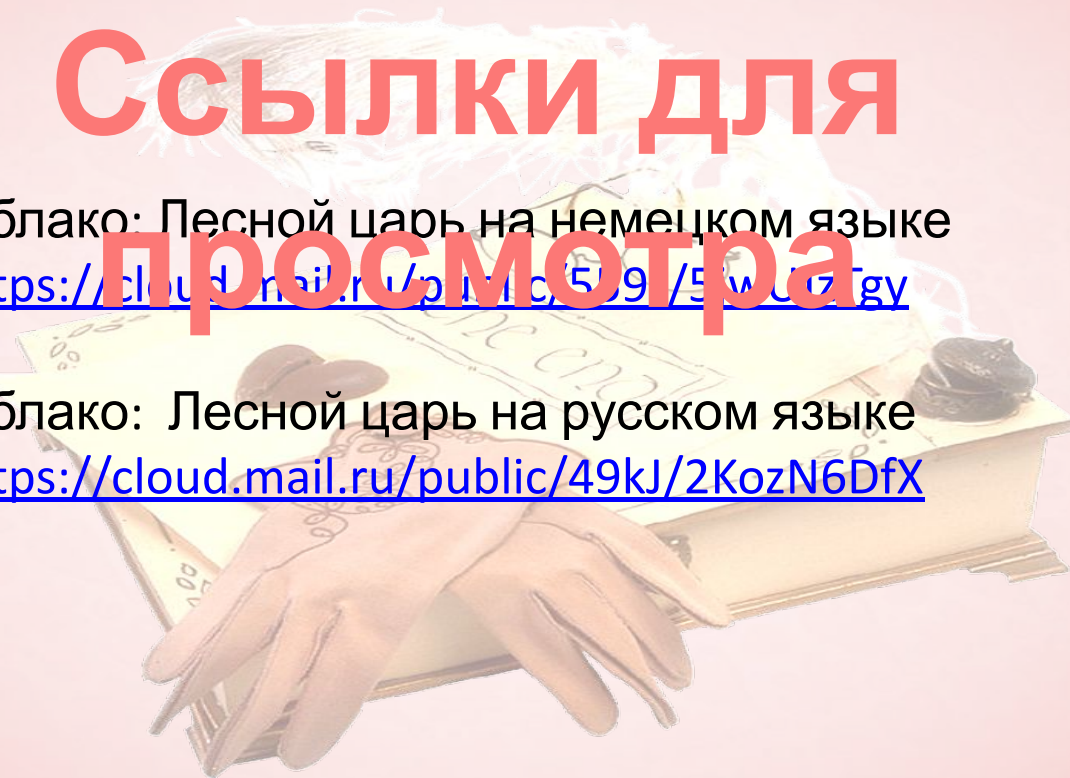 Ссылки для
просмотра
блако: Лесной царь на немецком языке
блако: Лесной царь на русском языке
tps://cloud.mail.ru/public/49kJ/2KozN6DfX